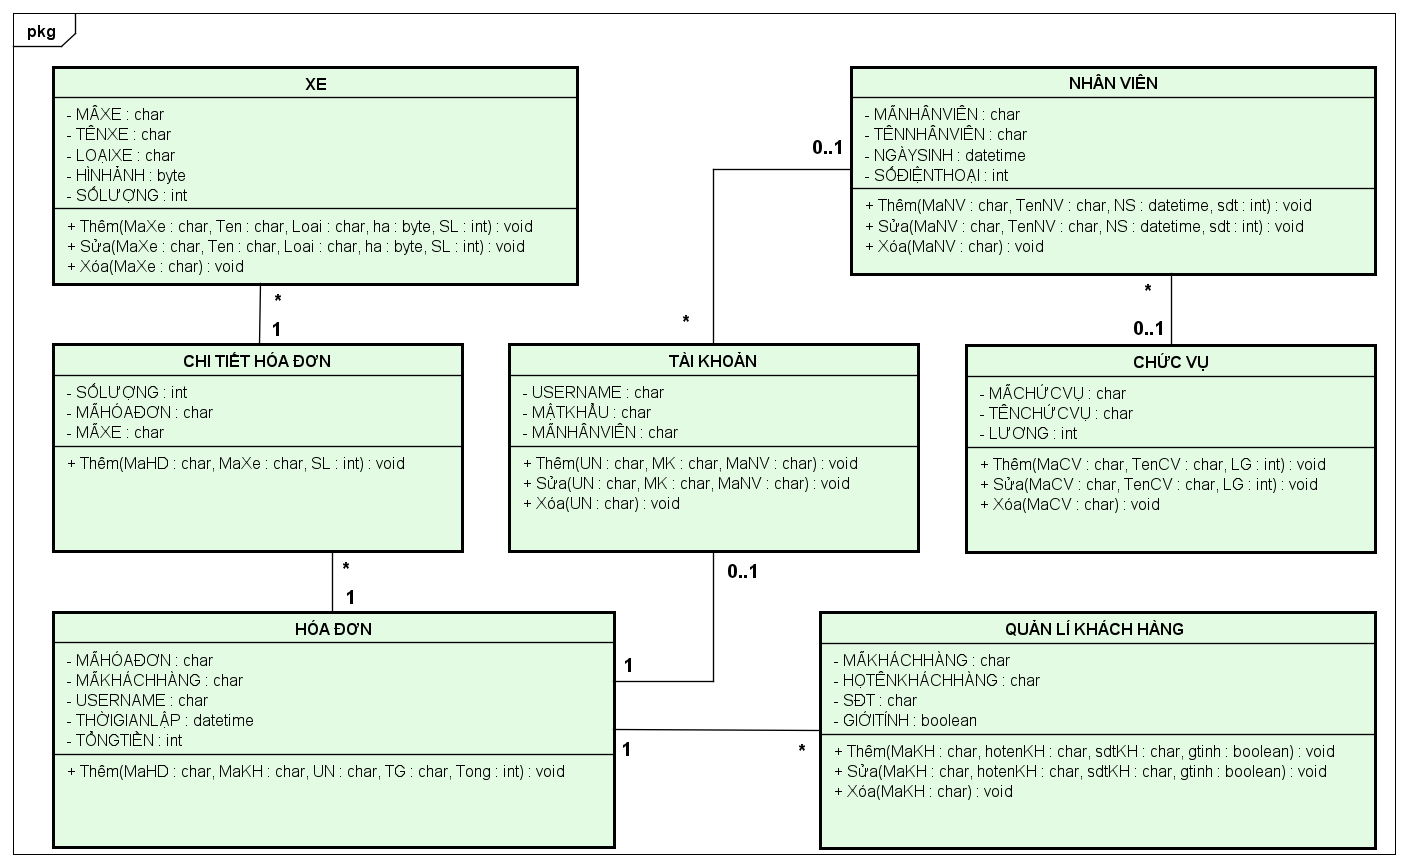 pkg
XE
- MÃXE : char
- TÊNXE : char
- LOẠIXE : char
- HÌNHẢNH : byte
- SỐLƯỢNG : int
+ Thêm(MaXe : char, Ten : char, Loai : char, ha : byte, SL : int) : void
+ Sửa(MaXe : char, Ten : char, Loai : char, ha : byte, SL : int) : void
+ Xóa(MaXe : char) : void
NHÂN VIÊN
- MÃNHÂNVIÊN : char
- TÊNNHÂNVIÊN : char
- NGÀYSINH : datetime
- SỐĐIỆNTHOẠI : int
+ Thêm(MaNV : char, TenNV : char, NS : datetime, sdt : int) : void
+ Sửa(MaNV : char, TenNV : char, NS : datetime, sdt : int) : void
+ Xóa(MaNV : char) : void
0..1
*
*
1
*
0..1
CHI TIẾT HÓA ĐƠN
- SỐLƯỢNG : int
- MÃHÓAĐƠN : char
- MÃXE : char
+ Thêm(MaHD : char, MaXe : char, SL : int) : void
TÀI KHOẢN
- USERNAME : char
- MẬTKHẨU : char
- MÃNHÂNVIÊN : char
+ Thêm(UN : char, MK : char, MaNV : char) : void
+ Sửa(UN : char, MK : char, MaNV : char) : void
+ Xóa(UN : char) : void
CHỨC VỤ
- MÃCHỨCVỤ : char
- TÊNCHỨCVỤ : char
- LƯƠNG : int
+ Thêm(MaCV : char, TenCV : char, LG : int) : void
+ Sửa(MaCV : char, TenCV : char, LG : int) : void
+ Xóa(MaCV : char) : void
*
1
0..1
1
HÓA ĐƠN
- MÃHÓAĐƠN : char
- MÃKHÁCHHÀNG : char
- USERNAME : char
- THỜIGIANLẬP : datetime
- TỔNGTIỀN : int
+ Thêm(MaHD : char, MaKH : char, UN : char, TG : char, Tong : int) : void
1
*
QUẢN LÍ KHÁCH HÀNG
- MÃKHÁCHHÀNG : char
- HỌTÊNKHÁCHHÀNG : char
- SĐT : char
- GIỚITÍNH : boolean
+ Thêm(MaKH : char, hotenKH : char, sdtKH : char, gtinh : boolean) : void
+ Sửa(MaKH : char, hotenKH : char, sdtKH : char, gtinh : boolean) : void
+ Xóa(MaKH : char) : void